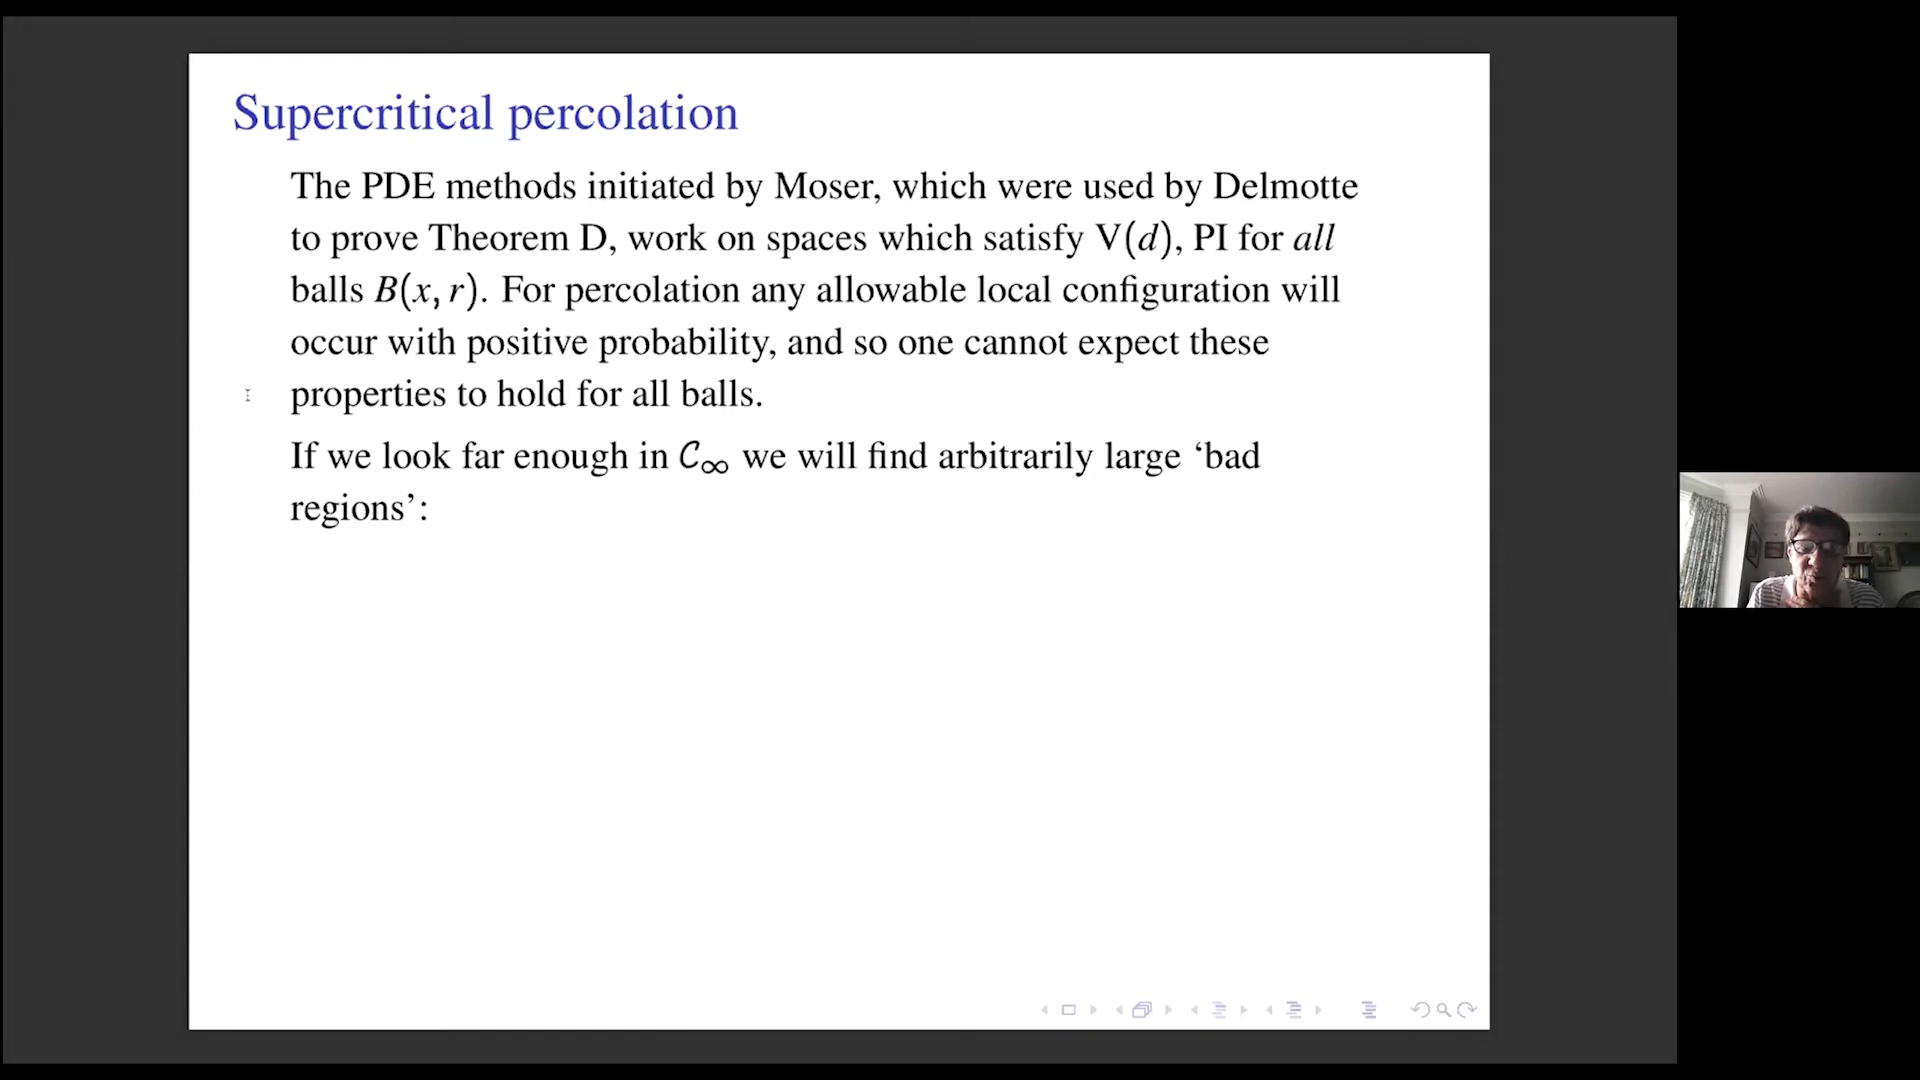 Supercritical percolation
The PDE methods initiated by Moser, which were used by Delmotte
to prove Theorem D, work on spaces which satisfy V(d), PI for all
balls B(x, r). For percolation any allowable local configuration will
occur with positive probability, and so one cannot expect these
properties to hold for all balls.
If we look far enough in 𝒞∞ we will find arbitrarily large ‘bad
regions’: